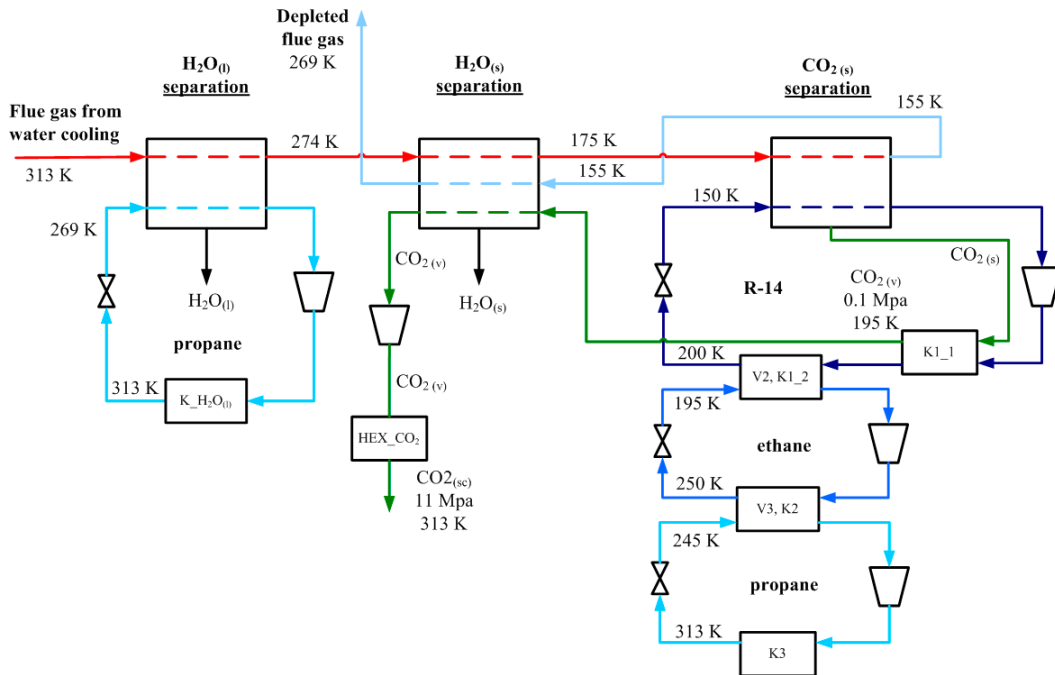 Depleted
flue gas
269 K
H2O(l)
separation
H2O(s)
separation
CO2 (s)
separation
Flue gas from
water cooling
313 K
274 K
175 K
155 K
155 K
269 K
150 K
H2O(l)
propane
313 K
K_H2O(l)
CO2 (v)
H2O(s)
CO2 (v)
HEX_CO2
CO2(sc)
11 Mpa
313 K
R-14
CO2 (s)
CO2 (v)
0.1 Mpa
195 K
K1_1
200 K
V2, K1_2
195 K
ethane
250 K
V3, K2
245 K
propane
313 K
K3